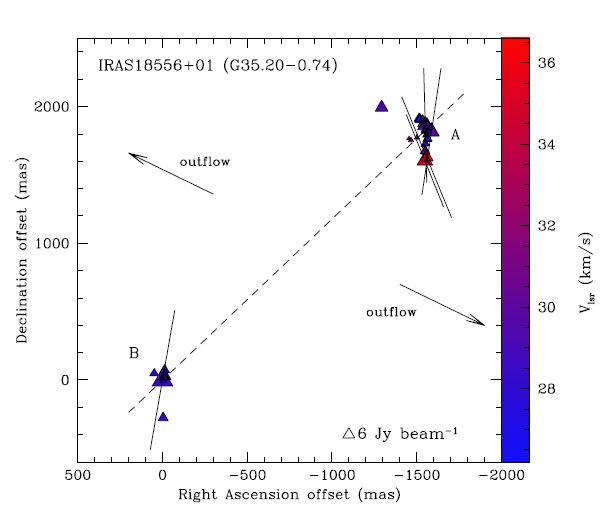 IRAS18556+01 (G35.20−0.74)
outflow
A
outflow
B
△6 Jy beam⁻¹
2000
1000
0
Declination offset (mas)
500
0
−500
−1000
−1500
−2000
Right Ascension offset (mas)
36
34
32
30
28
V_lsr (km/s)